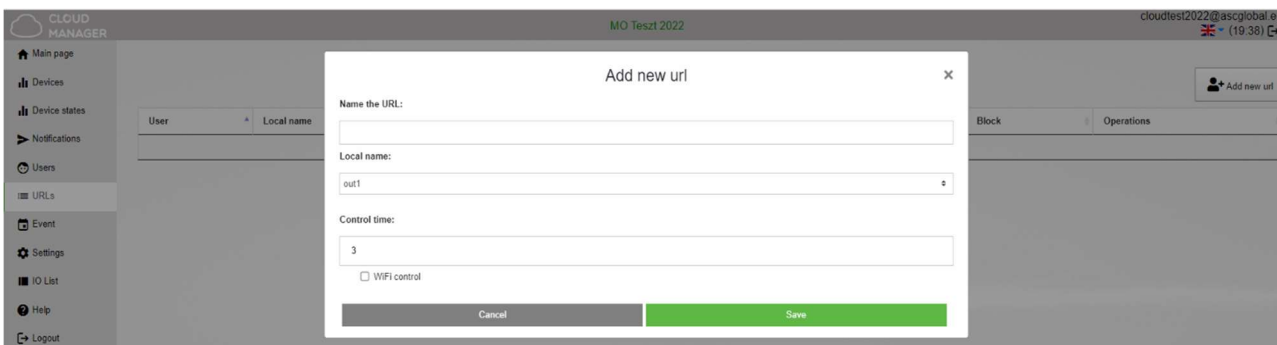 CLOUD
MANAGER
MO Teszt 2022
cloudtest2022@ascglobal.e
(19:38)
Main page
Devices
Device states
Notifications
Users
URLs
Event
Settings
IO List
Help
Logout
Add new url
User
Local name
Block
Operations
Add new url
×
Name the URL:
Local name:
out1
Control time:
3
WiFi control
Cancel
Save